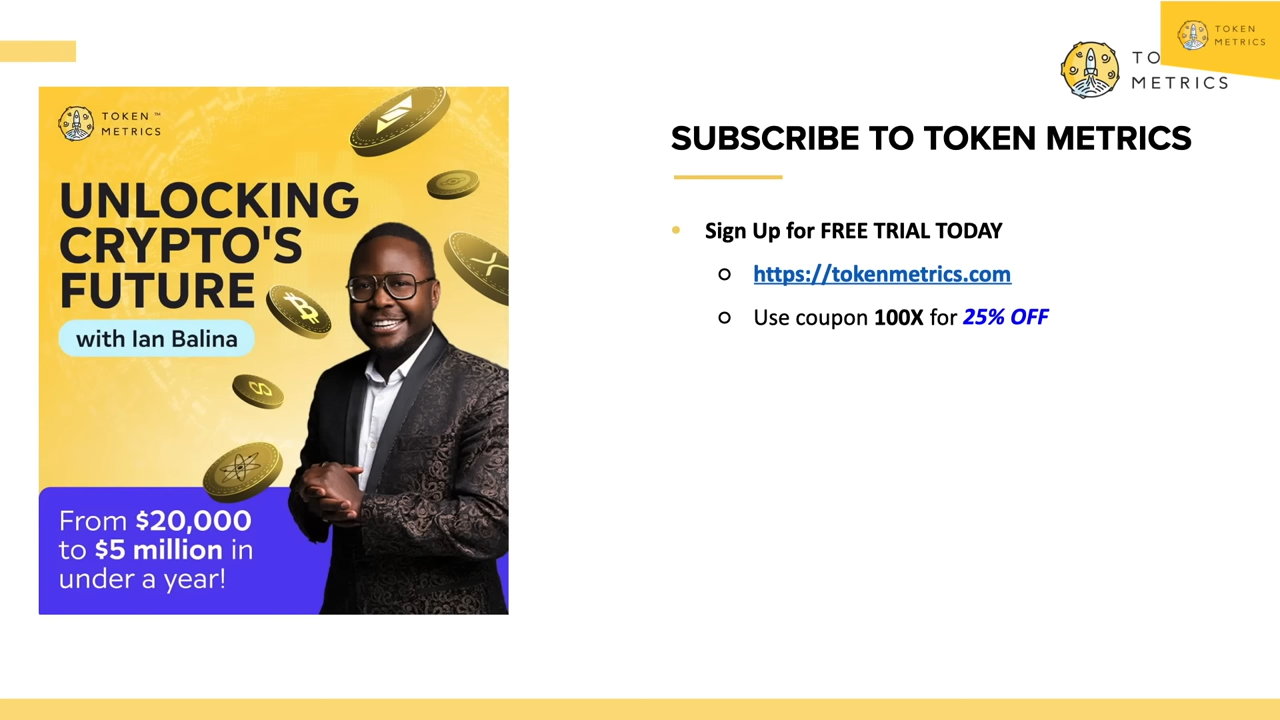 TOKEN
METRICS
TO
METRICS
TOKEN ™
METRICS
UNLOCKING
CRYPTO'S
FUTURE
with Ian Balina
From $20,000
to $5 million in
under a year!
SUBSCRIBE TO TOKEN METRICS
• Sign Up for FREE TRIAL TODAY
o https://tokenmetrics.com
o Use coupon 100X for 25% OFF